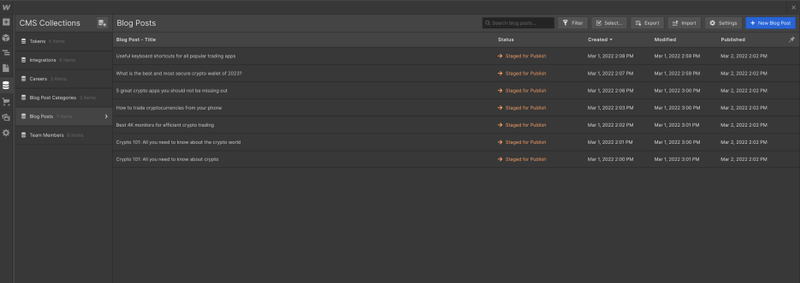 CMS Collections
Tokens 6 items
Integrations 6 items
Careers 6 items
Blog Post Categories 3 items
Blog Posts 7 items
Team Members 6 items
Blog Posts
Search blog posts...
Filter
Select...
Export
Import
Settings
+ New Blog Post
Blog Post - Title Status Created Modified Published
Useful keyboard shortcuts for all popular trading apps Staged for Publish Mar 1, 2022 2:08 PM Mar 1, 2022 2:59 PM Mar 2, 2022 2:02 PM
What is the best and most secure crypto wallet of 2023? Staged for Publish Mar 1, 2022 2:07 PM Mar 1, 2022 2:59 PM Mar 2, 2022 2:02 PM
5 great crypto apps you should not be missing out Staged for Publish Mar 1, 2022 2:06 PM Mar 1, 2022 3:00 PM Mar 2, 2022 2:02 PM
How to trade cryptocurrencies from your phone Staged for Publish Mar 1, 2022 2:03 PM Mar 1, 2022 3:00 PM Mar 2, 2022 2:02 PM
Best 4K monitors for efficient crypto trading Staged for Publish Mar 1, 2022 2:02 PM Mar 1, 2022 3:01 PM Mar 2, 2022 2:02 PM
Crypto 101: All you need to know about the crypto world Staged for Publish Mar 1, 2022 2:01 PM Mar 1, 2022 3:00 PM Mar 2, 2022 2:02 PM
Crypto 101: All you need to know about crypto Staged for Publish Mar 1, 2022 2:00 PM Mar 1, 2022 3:01 PM Mar 2, 2022 2:02 PM